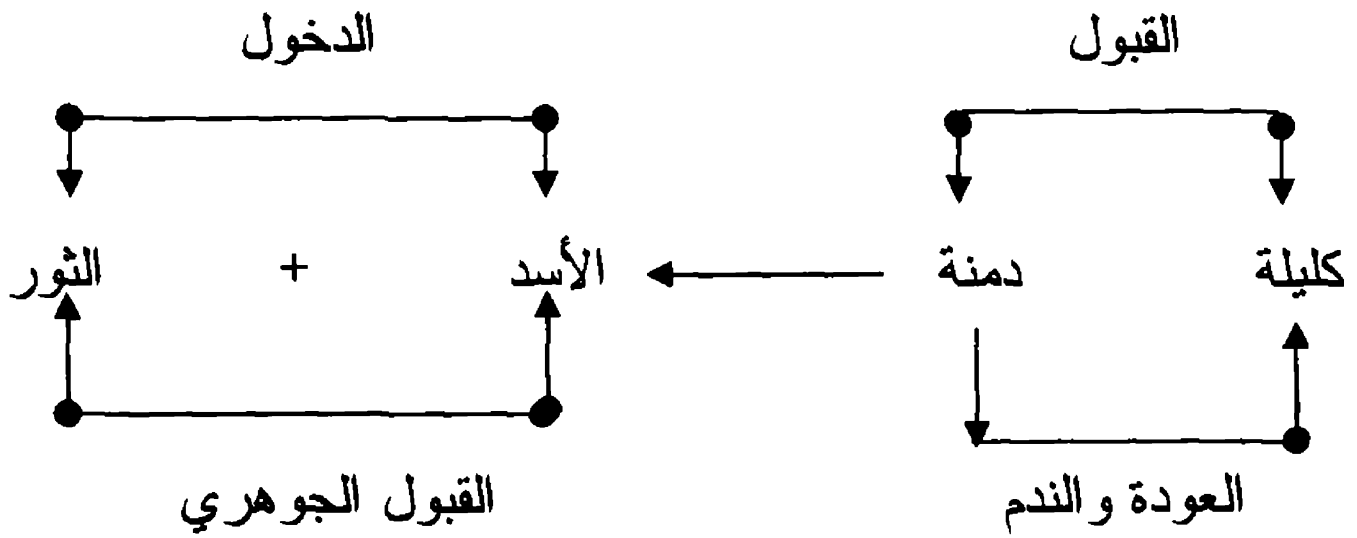 القبول الدخول
كليلة دمنة الأسد + الثور
العودة والندم القبول الجوهري